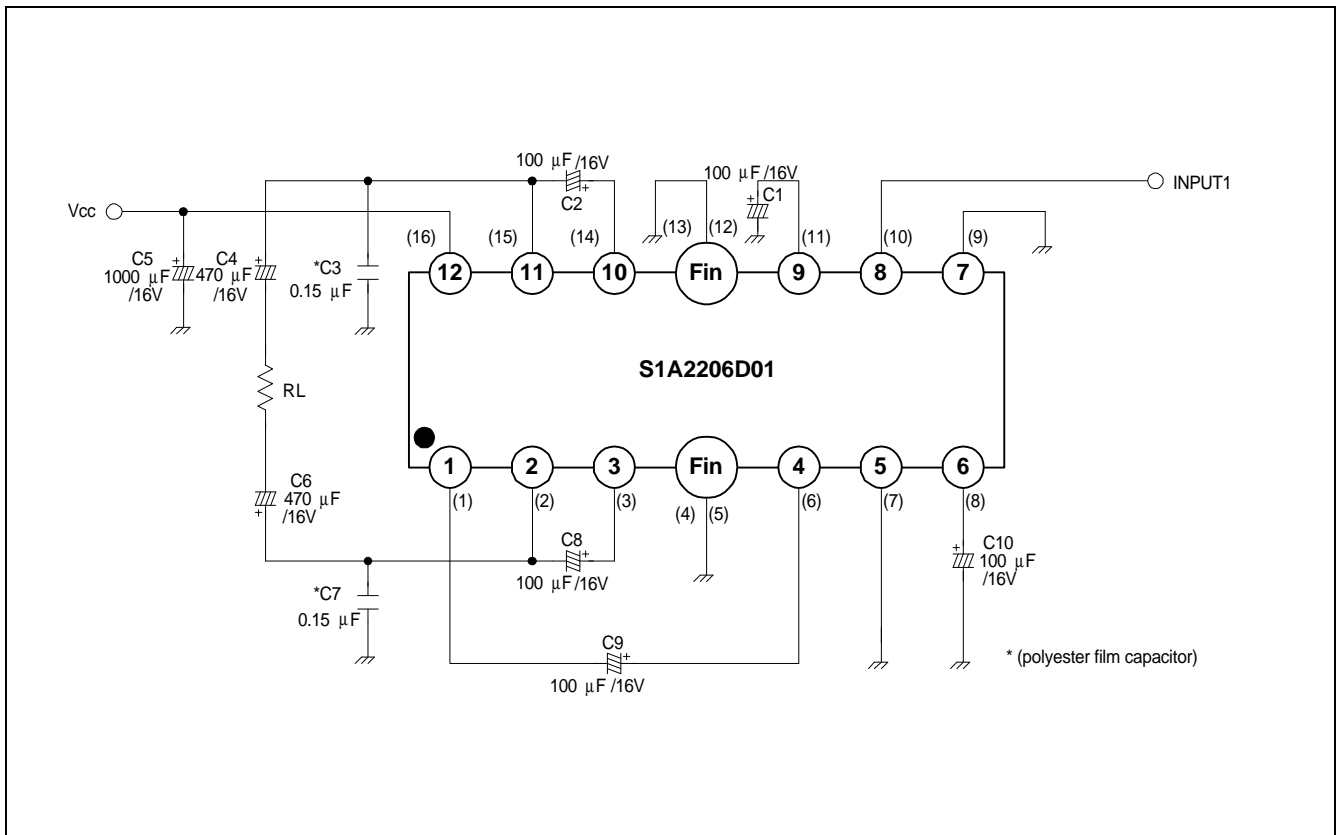 100 μF /16V
C2
100 μF /16V
C1
INPUT1
Vcc
(16)
(15)
(14)
(13)
(12)
(11)
(10)
(9)
C5
1000 μF
/16V
C4
470 μF
/16V
*C3
0.15 μF
12
11
10
Fin
9
8
7
S1A2206D01
RL
1
2
3
Fin
4
5
6
(1)
(2)
(3)
(4)
(5)
(6)
(7)
(8)
C6
470 μF
/16V
C8
100 μF /16V
C10
100 μF
/16V
*C7
0.15 μF
C9
100 μF /16V
* (polyester film capacitor)
+
+
+
+
+
+
+
+